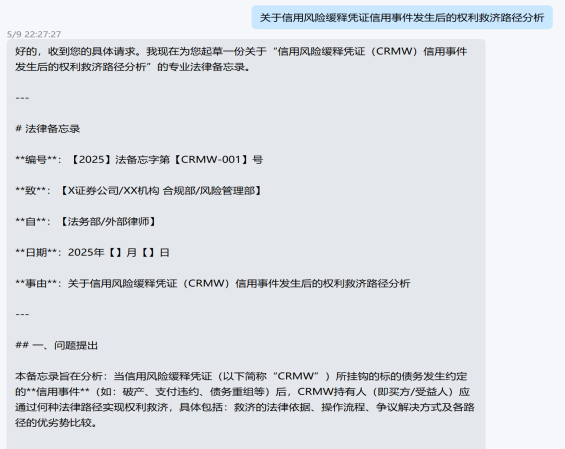 关于信用风险缓释凭证信用事件发生后的权利救济路径分析
5/9 22:27:27
好的，收到您的具体请求。我现在为您起草一份关于“信用风险缓释凭证（CRMW）信用事件
发生后的权利救济路径分析”的专业法律备忘录。
---
# 法律备忘录
**编号**：【2025】法备忘字第【CRMW-001】号
**致**：【X证券公司/XX机构 合规部/风险管理部】
**自**：【法务部/外部律师】
**日期**：2025年【】月【】日
**事由**：关于信用风险缓释凭证（CRMW）信用事件发生后的权利救济路径分析
---
## 一、问题提出
本备忘录旨在分析：当信用风险缓释凭证（以下简称“CRMW”）所挂钩的标的债务发生约定
的**信用事件**（如：破产、支付违约、债务重组等）后，CRMW持有人（即买方/受益人）应
通过何种法律路径实现权利救济，具体包括：救济的法律依据、操作流程、争议解决方式及各路
径的优劣势比较。